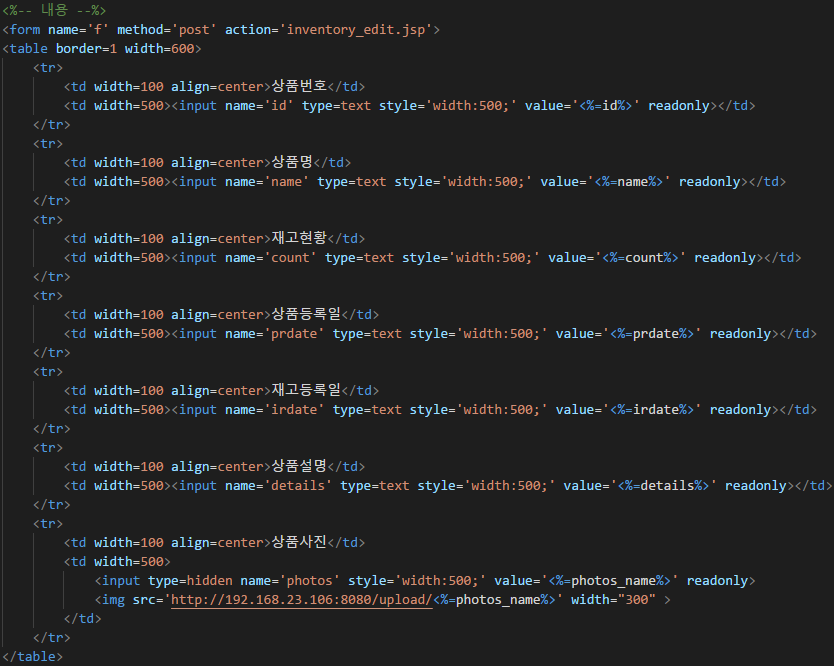 <%-- 내용 --%>
<form name='f' method='post' action='inventory_edit.jsp'>
<table border=1 width=600>
<tr>
<td width=100 align=center>상품번호</td>
<td width=500><input name='id' type=text style='width:500;' value='<%=id%>' readonly></td>
</tr>
<tr>
<td width=100 align=center>상품명</td>
<td width=500><input name='name' type=text style='width:500;' value='<%=name%>' readonly></td>
</tr>
<tr>
<td width=100 align=center>재고현황</td>
<td width=500><input name='count' type=text style='width:500;' value='<%=count%>' readonly></td>
</tr>
<tr>
<td width=100 align=center>상품등록일</td>
<td width=500><input name='prdate' type=text style='width:500;' value='<%=prdate%>' readonly></td>
</tr>
<tr>
<td width=100 align=center>재고등록일</td>
<td width=500><input name='irdate' type=text style='width:500;' value='<%=irdate%>' readonly></td>
</tr>
<tr>
<td width=100 align=center>상품설명</td>
<td width=500><input name='details' type=text style='width:500;' value='<%=details%>' readonly></td>
</tr>
<tr>
<td width=100 align=center>상품사진</td>
<td width=500>
<input type=hidden name='photos' style='width:500;' value='<%=photos_name%>' readonly>
<img src='http://192.168.23.106:8080/upload/<%=photos_name%>' width="300" >
</td>
</tr>
</table>